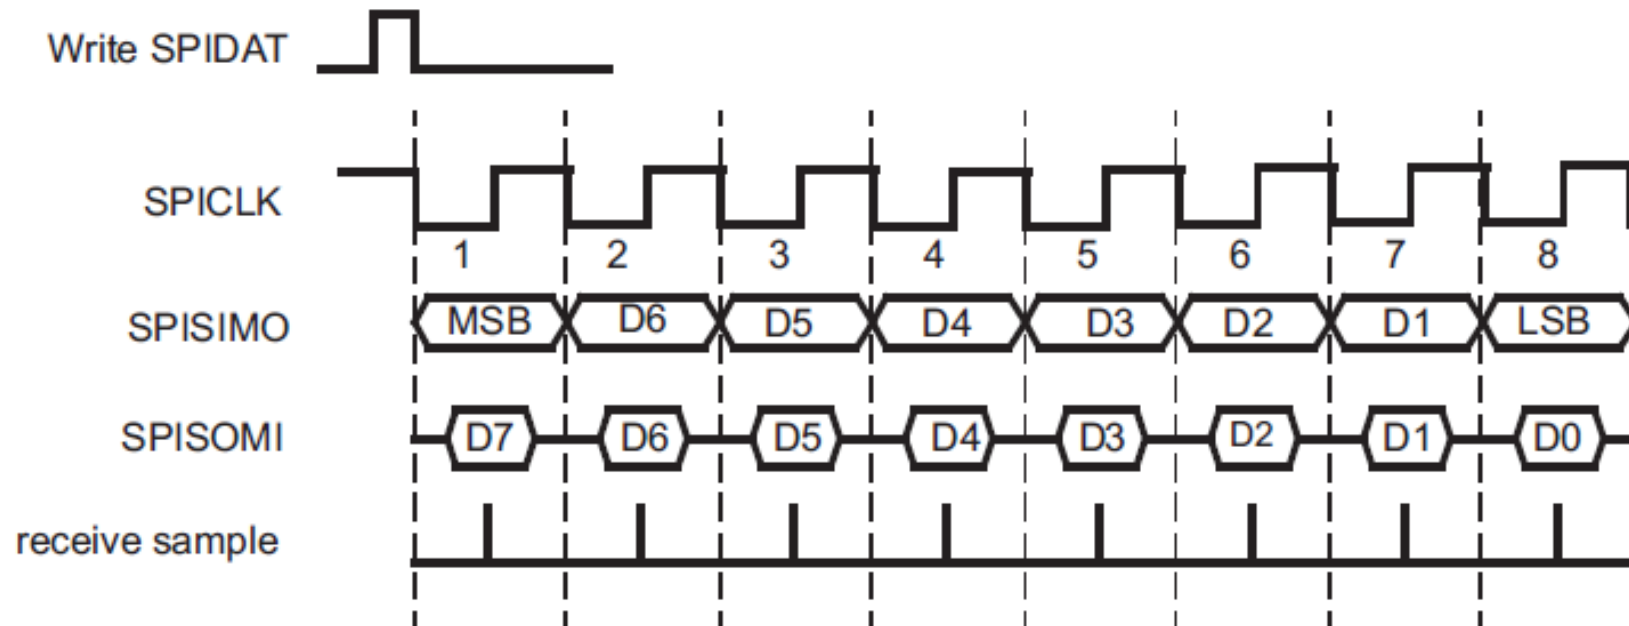 Write SPIDAT
SPICLK
1 2 3 4 5 6 7 8
SPISIMO MSB D6 D5 D4 D3 D2 D1 LSB
SPISOMI D7 D6 D5 D4 D3 D2 D1 D0
receive sample